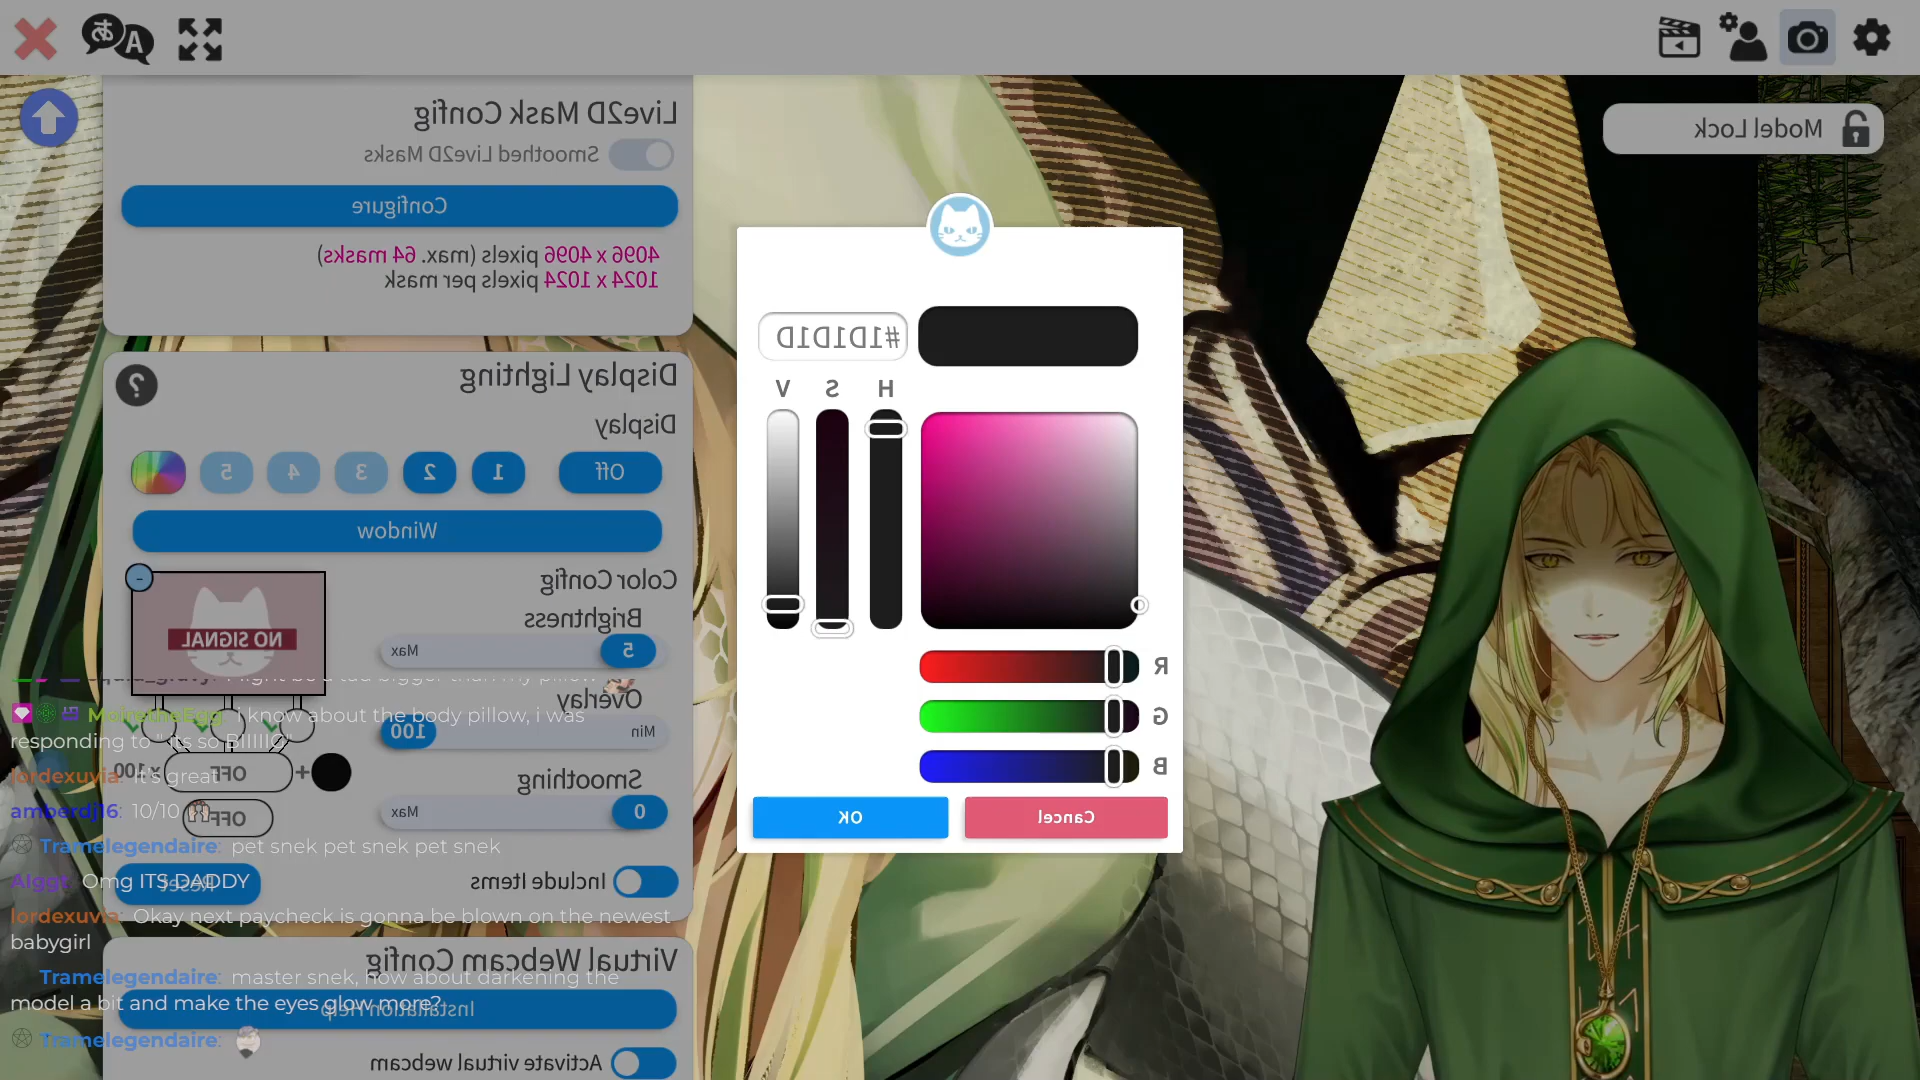 あ A
Live2D Mask Config
Smoothed Live2D Masks
Configure
4096 x 4096 pixels (max. 64 masks)
1024 x 1024 pixels per mask
Display Lighting
?
Display
Off 1 2 3 4 5
Window
Color Config
Brightness
5 Max
NO SIGNAL
Overlay
Min 100
Smoothing
0 Max
+ OFF x100
OFF
Include Items
Reset
Virtual Webcam Config
Installation Help
Activate virtual webcam
Model Lock
#1D1D1D
H S V
R
G
B
Cancel OK
MoiretheEgg: i know about the body pillow, i was
responding to "its so BIIIIIG"
lordexuvia: It's great
amberdj16: 10/10
Tramelegendaire: pet snek pet snek pet snek
Alggt: Omg ITS DADDY
lordexuvia: Okay next paycheck is gonna be blown on the newest
babygirl
Tramelegendaire: master snek, how about darkening the
model a bit and make the eyes glow more?
Tramelegendaire: